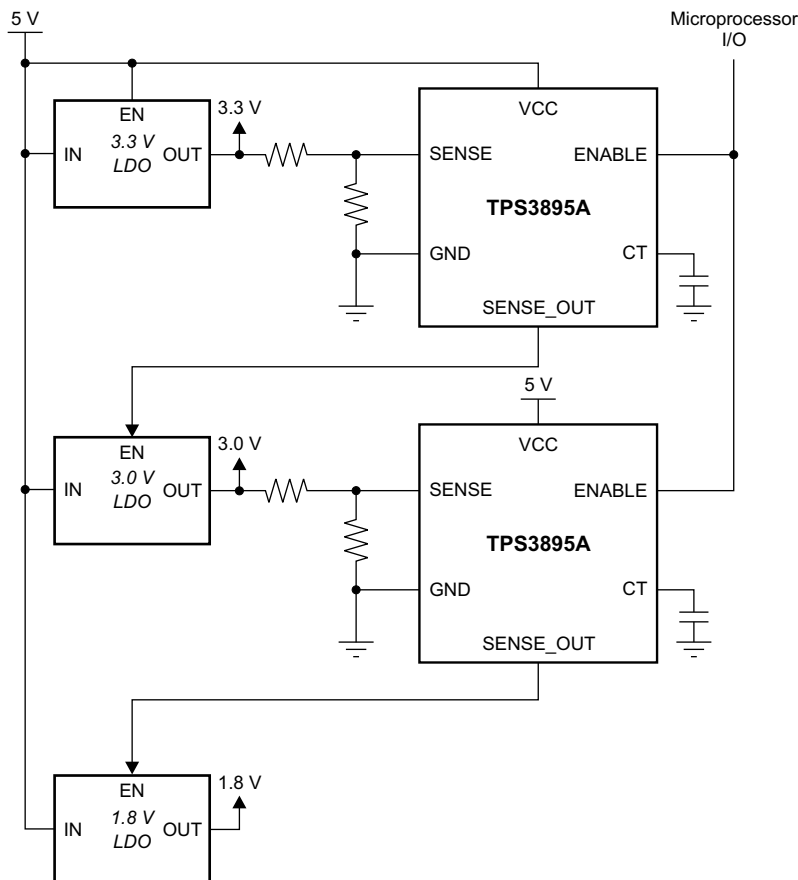 5 V
Microprocessor
I/O
EN
3.3 V
LDO
IN
OUT
3.3 V
VCC
SENSE
ENABLE
TPS3895A
GND
CT
SENSE_OUT
5 V
EN
3.0 V
LDO
IN
OUT
3.0 V
VCC
SENSE
ENABLE
TPS3895A
GND
CT
SENSE_OUT
EN
1.8 V
LDO
IN
OUT
1.8 V